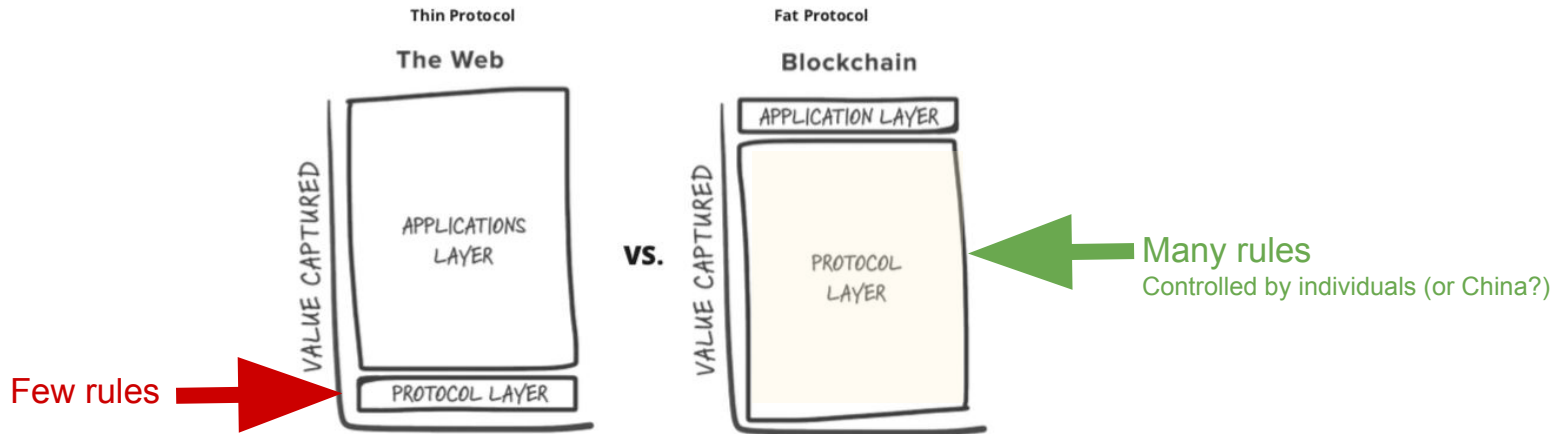 Thin Protocol
Fat Protocol
The Web
Blockchain
VALUE CAPTURED
APPLICATIONS
LAYER
PROTOCOL LAYER
Few rules
VS.
VALUE CAPTURED
APPLICATION LAYER
PROTOCOL
LAYER
Many rules
Controlled by individuals (or China?)